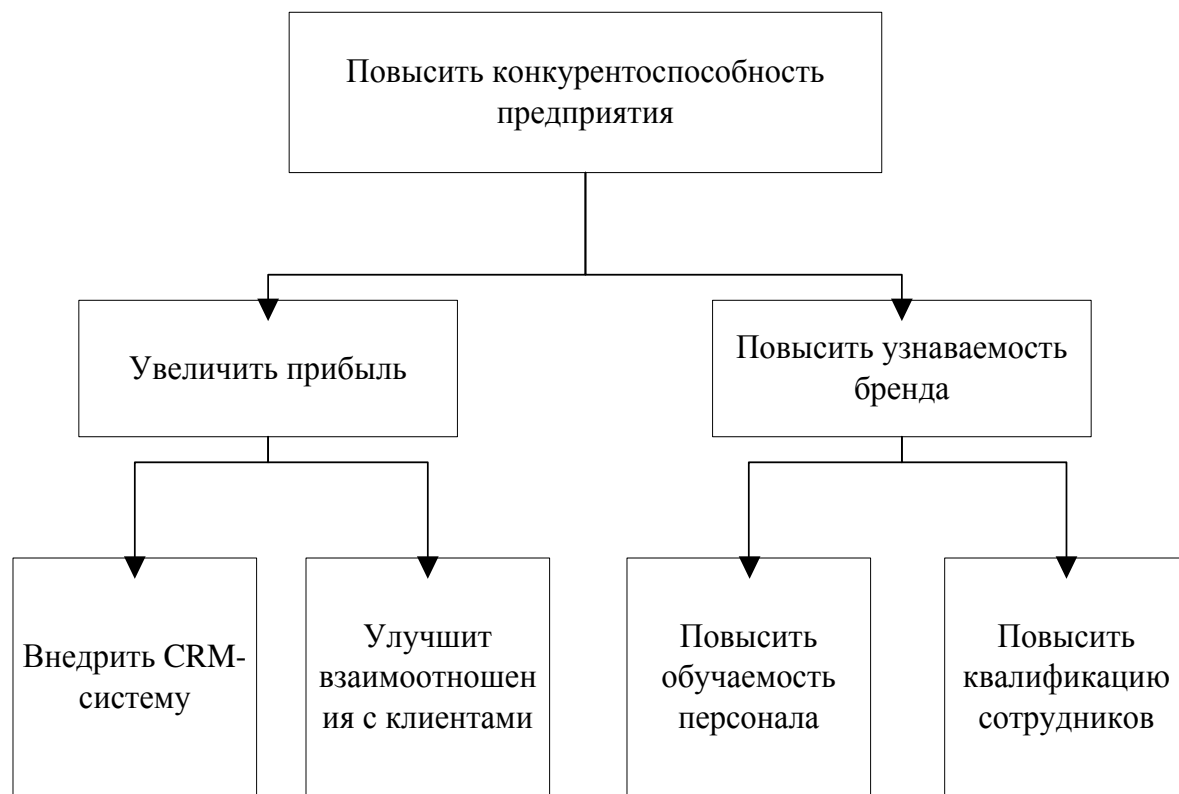 Повысить конкурентоспособность
предприятия
Увеличить прибыль
Повысить узнаваемость
бренда
Внедрить CRM-
систему
Улучшит
взаимоотношен
ия с клиентами
Повысить
обучаемость
персонала
Повысить
квалификацию
сотрудников